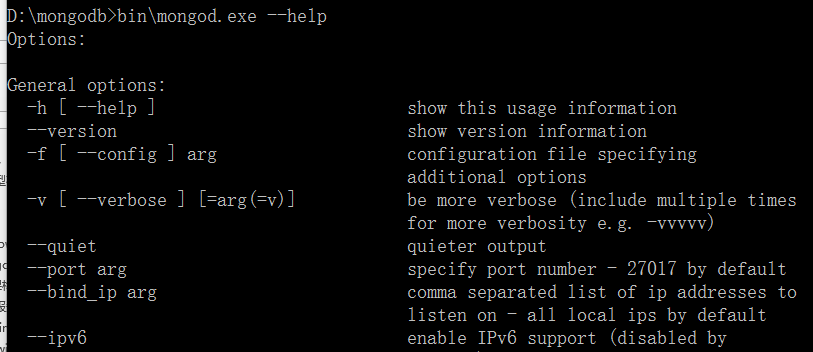 D:\mongodb>bin\mongod.exe --help
Options:
General options:
-h [ --help ] show this usage information
--version show version information
-f [ --config ] arg configuration file specifying
additional options
-v [ --verbose ] [=arg(=v)] be more verbose (include multiple times
for more verbosity e.g. -vvvvv)
--quiet quieter output
--port arg specify port number - 27017 by default
--bind_ip arg comma separated list of ip addresses to
listen on - all local ips by default
--ipv6 enable IPv6 support (disabled by